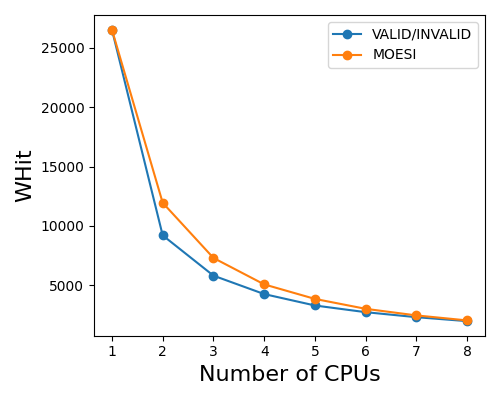 VALID/INVALID
MOESI
25000
20000
15000
10000
5000
WHit
1 2 3 4 5 6 7 8
Number of CPUs